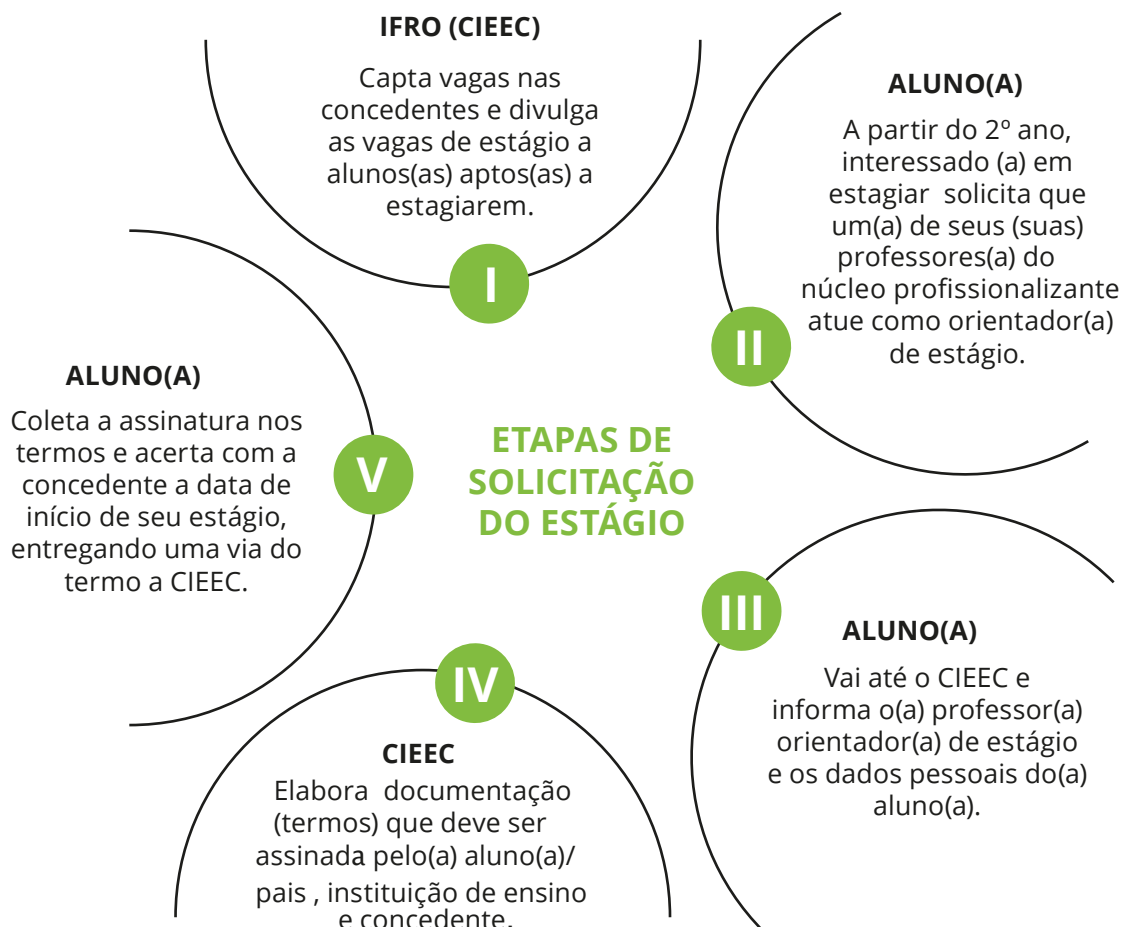 IFRO (CIEEC)
Capta vagas nas
concedentes e divulga
as vagas de estágio a
alunos(as) aptos(as) a
estagiarem.
I
ALUNO(A)
A partir do 2º ano,
interessado (a) em
estagiar solicita que
um(a) de seus (suas)
professores(a) do
núcleo profissionalizante
atue como orientador(a)
de estágio.
II
ETAPAS DE
SOLICITAÇÃO
DO ESTÁGIO
III
ALUNO(A)
Vai até o CIEEC e
informa o(a) professor(a)
orientador(a) de estágio
e os dados pessoais do(a)
aluno(a).
IV
CIEEC
Elabora documentação
(termos) que deve ser
assinada pelo(a) aluno(a)/
pais , instituição de ensino
e concedente.
ALUNO(A)
Coleta a assinatura nos
termos e acerta com a
concedente a data de
início de seu estágio,
entregando uma via do
termo a CIEEC.
V